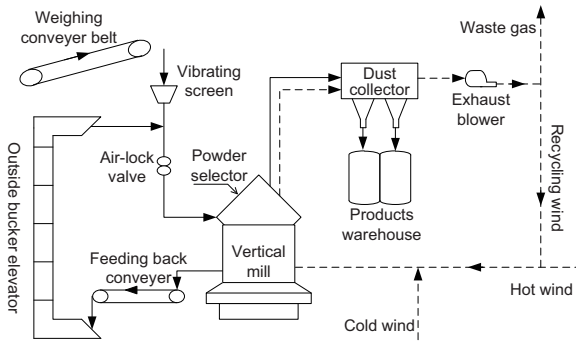 Weighing
conveyer belt
Waste gas
Vibrating
screen
Dust
collector
Exhaust
blower
Outside bucker elevator
Air-lock
valve
Powder
selector
Products
warehouse
Recycling wind
Vertical
mill
Feeding back
conveyer
Hot wind
Cold wind